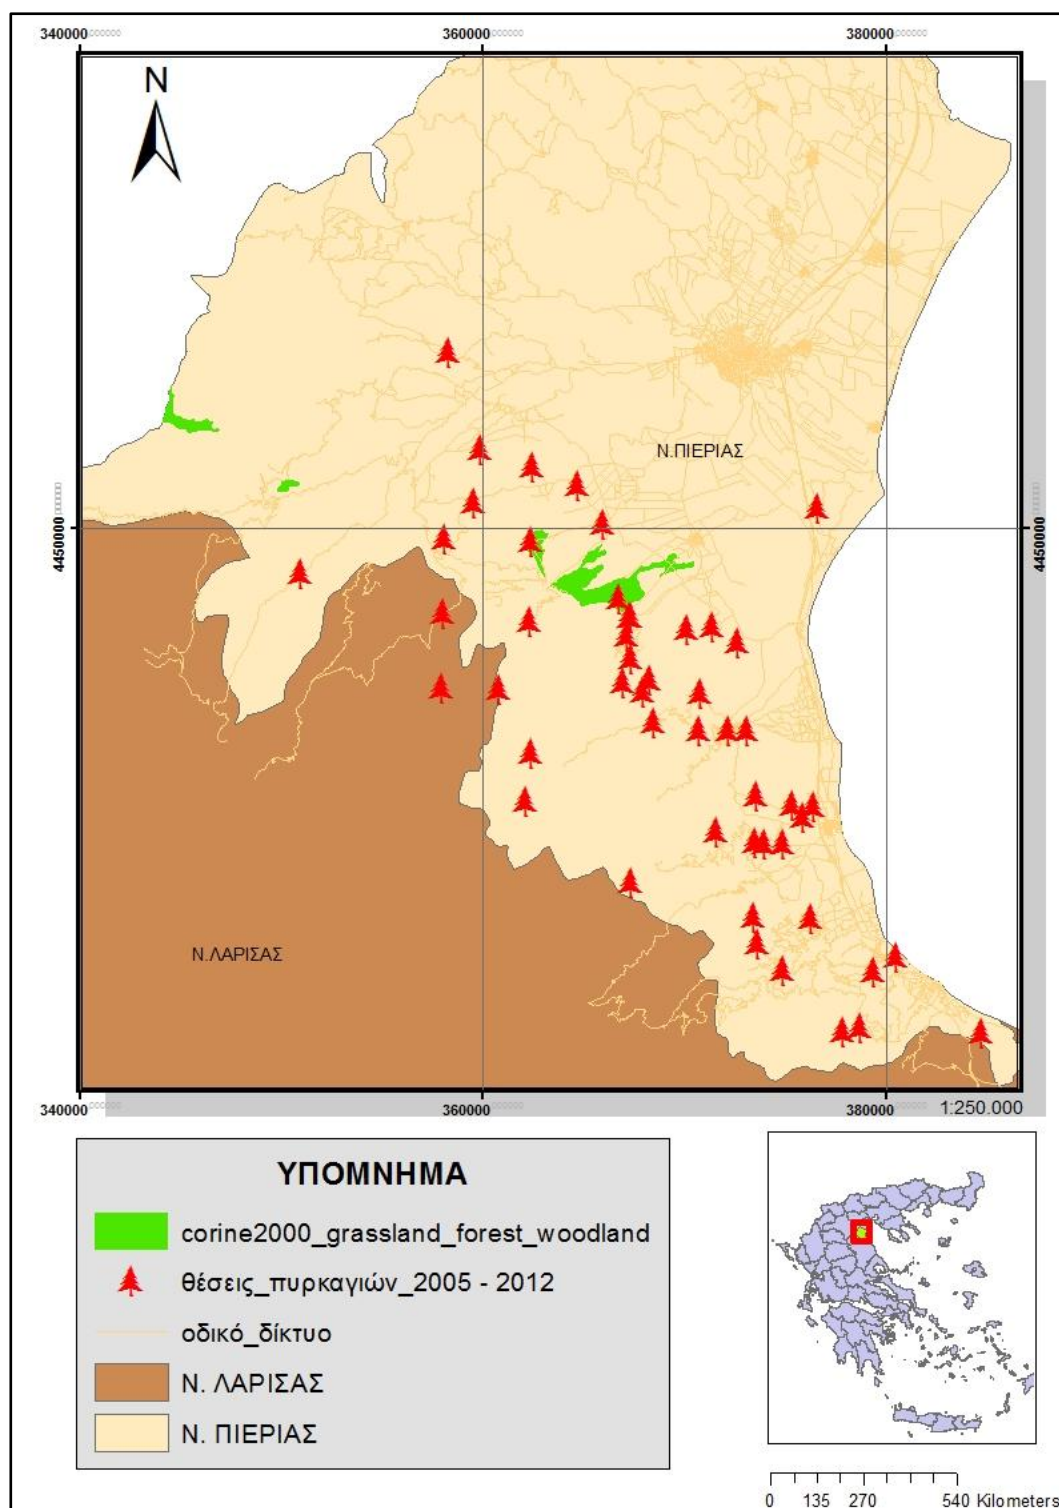 340000 360000 380000
N
Ν.ΠΙΕΡΙΑΣ
4450000 4450000
Ν.ΛΑΡΙΣΑΣ
340000 360000 380000
1:250.000
ΥΠΟΜΝΗΜΑ
corine2000_grassland_forest_woodland
θέσεις_πυρκαγιών_2005 - 2012
οδικό_δίκτυο
Ν. ΛΑΡΙΣΑΣ
Ν. ΠΙΕΡΙΑΣ
0 135 270 540 Kilometers